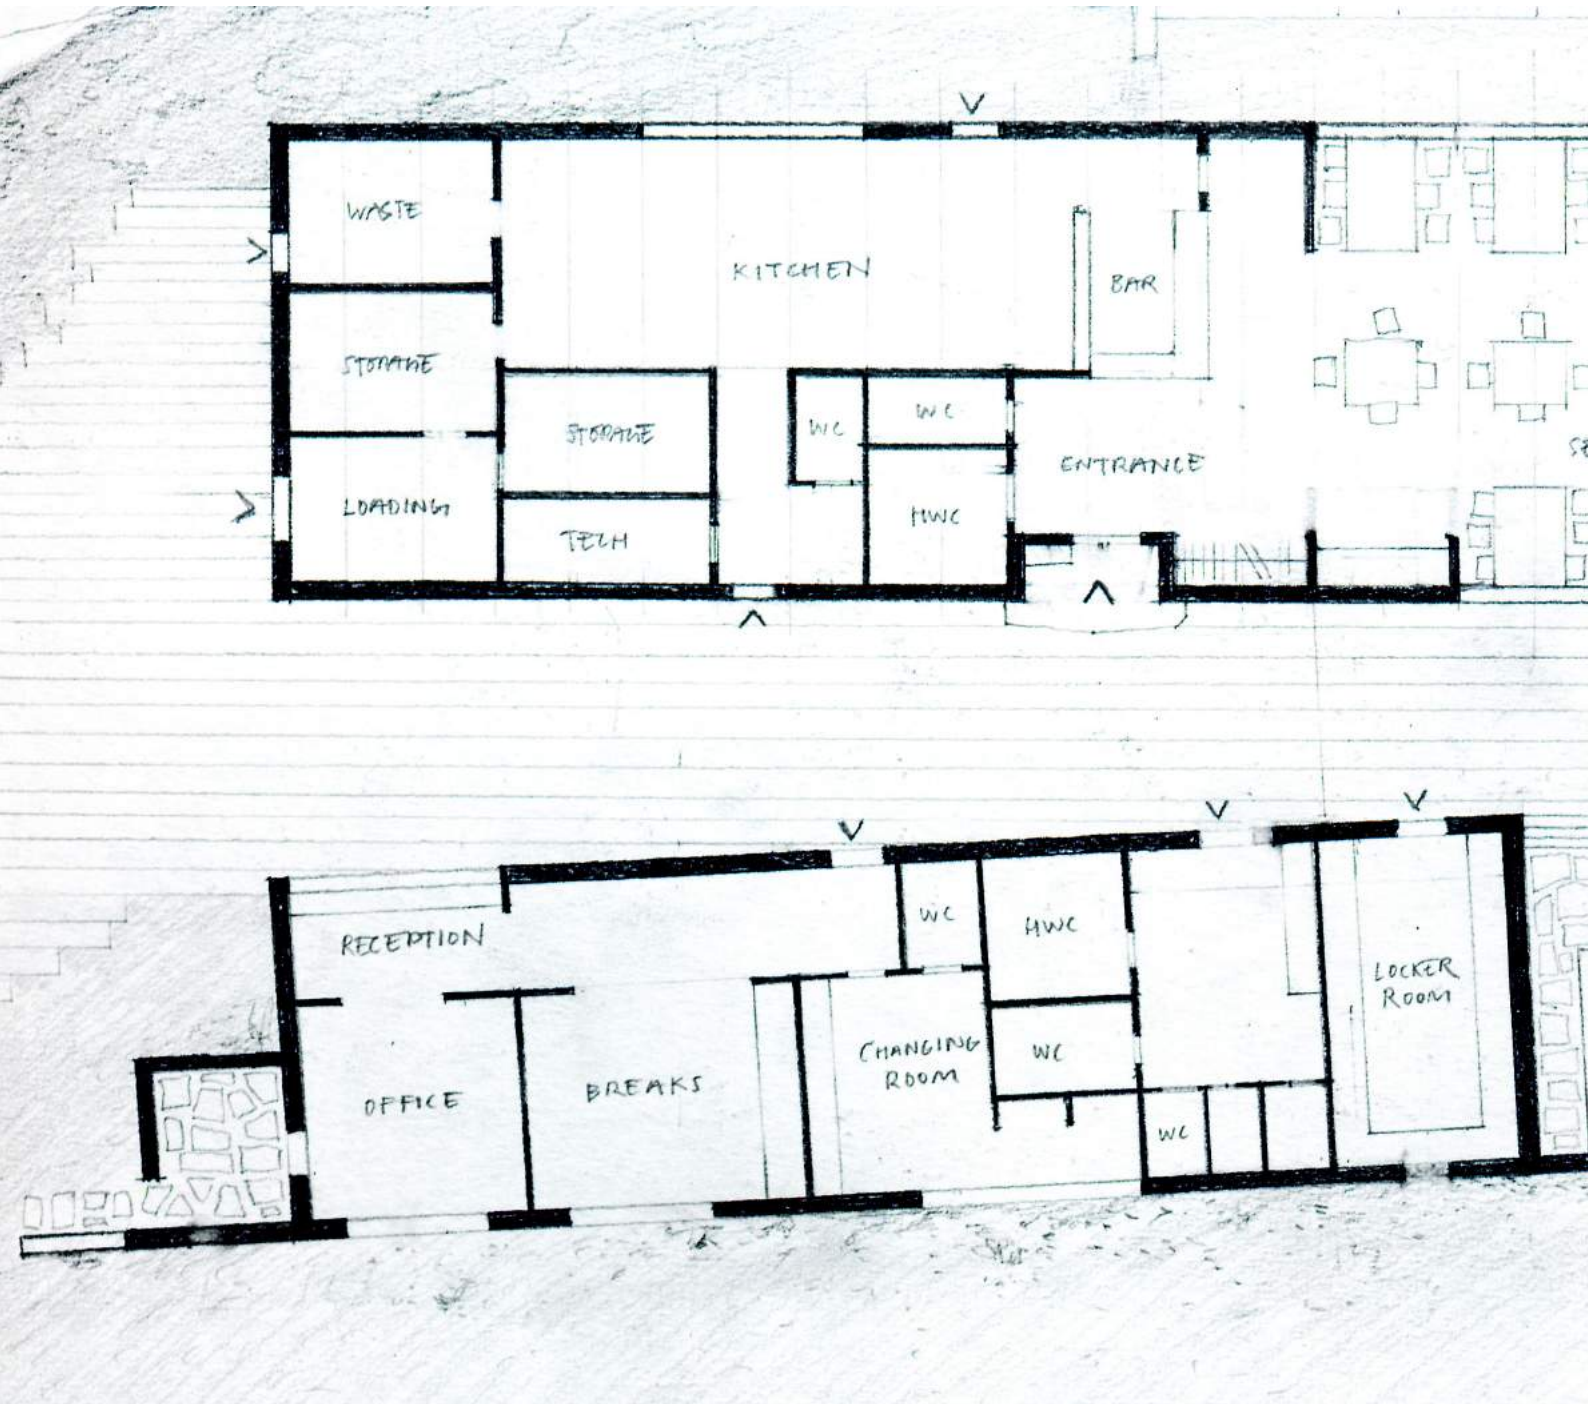 WASTE
KITCHEN
BAR
STORAGE
STORAGE
WC
WC
ENTRANCE
LOADING
TECH
HWC
RECEPTION
WC
HWC
LOCKER
ROOM
CHANGING
ROOM
WC
OFFICE
BREAKS
WC